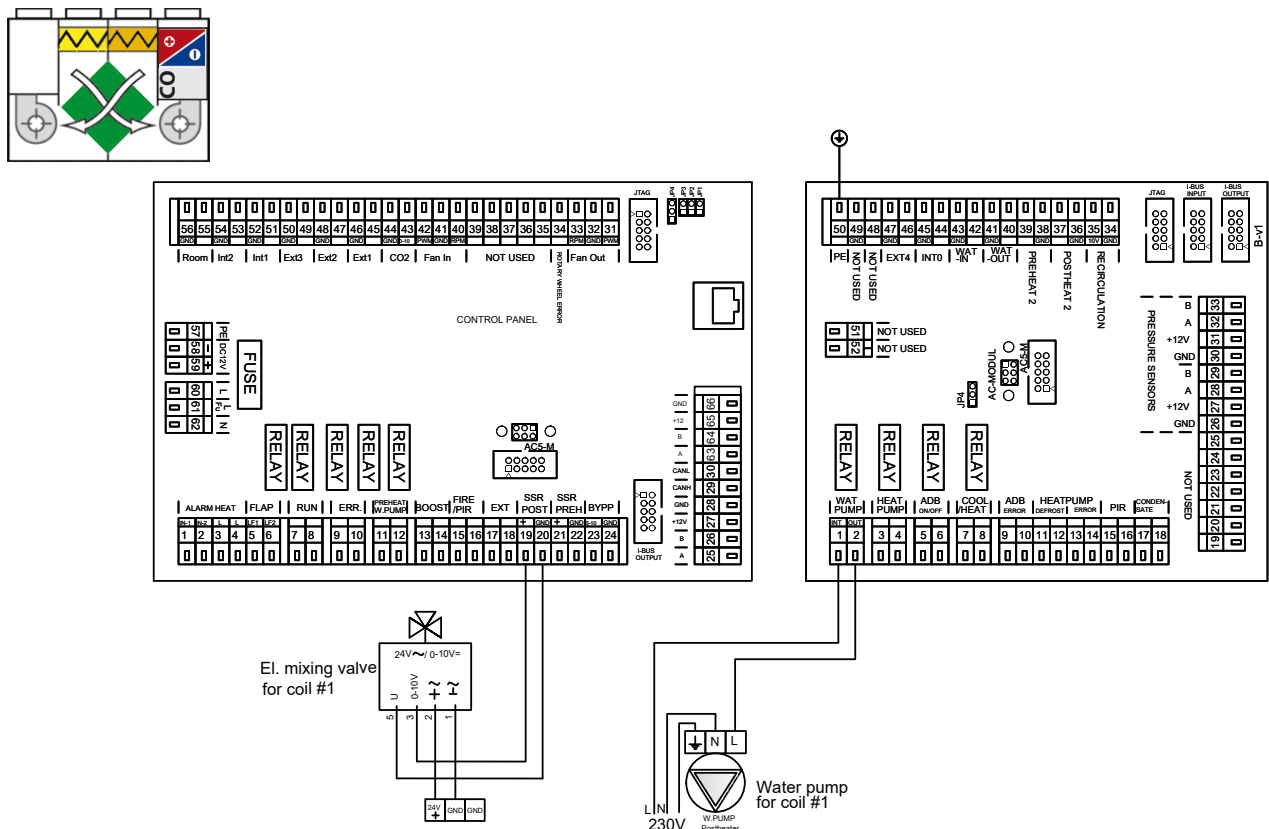 CO
56 55 54 53 52 51 50 49 48 47 46 45 44 43 42 41 40 39 38 37 36 35 34 33 32 31
GND GND GND GND GND GND GND 0-10 PWM GND RPM RPM GND PWM
Room Int2 Int1 Ext3 Ext2 Ext1 CO2 Fan In NOT USED ROTARY WHEEL ERROR Fan Out
JP4 JP3 JP2 JP1
JTAG
CONTROL PANEL
PE DC12V
57 58 59
- +
FUSE
L L N
Fu
60 61 62
RELAY RELAY RELAY RELAY RELAY
AC5-M
ALARM HEAT FLAP RUN ERR. PREHEAT W.PUMP BOOST FIRE /PIR EXT SSR POST SSR PREH BYPP
IN-1 IN-2 L L LF1 LF2 + GND + GND 0-10 GND
1 2 3 4 5 6 7 8 9 10 11 12 13 14 15 16 17 18 19 20 21 22 23 24
I-BUS
OUTPUT
GND 66
+12 65
B 64
A 63
CANL 30
CANH 29
GND 28
+12V 27
B 26
A 25
50 49 48 47 46 45 44 43 42 41 40 39 38 37 36 35 34
GND GND GND GND GND GND GND 10V GND
PE NOT USED NOT USED EXT4 INT0 WAT -IN WAT -OUT PREHEAT 2 POSTHEAT 2 RECIRCULATION
JTAG
I-BUS
INPUT
I-BUS
OUTPUT
B-V1
51 NOT USED
52 NOT USED
AC-MODUL
AC5-M
JP4
PRESSURE SENSORS
B 33
A 32
+12V 31
GND 30
B 29
A 28
+12V 27
GND 26
25
24
23
22
21
20
19
NOT USED
RELAY RELAY RELAY RELAY
WAT PUMP HEAT PUMP ADB ON/OFF COOL /HEAT ADB ERROR HEATPUMP DEFROST ERROR PIR CONDEN- SATE
INT OUT
1 2 3 4 5 6 7 8 9 10 11 12 13 14 15 16 17 18
El. mixing valve
for coil #1
24V~/ 0-10V=
U 0-10V
5 3 2 1
24V + GND GND
N L
L N
230V
W.PUMP
Postheater
Water pump
for coil #1